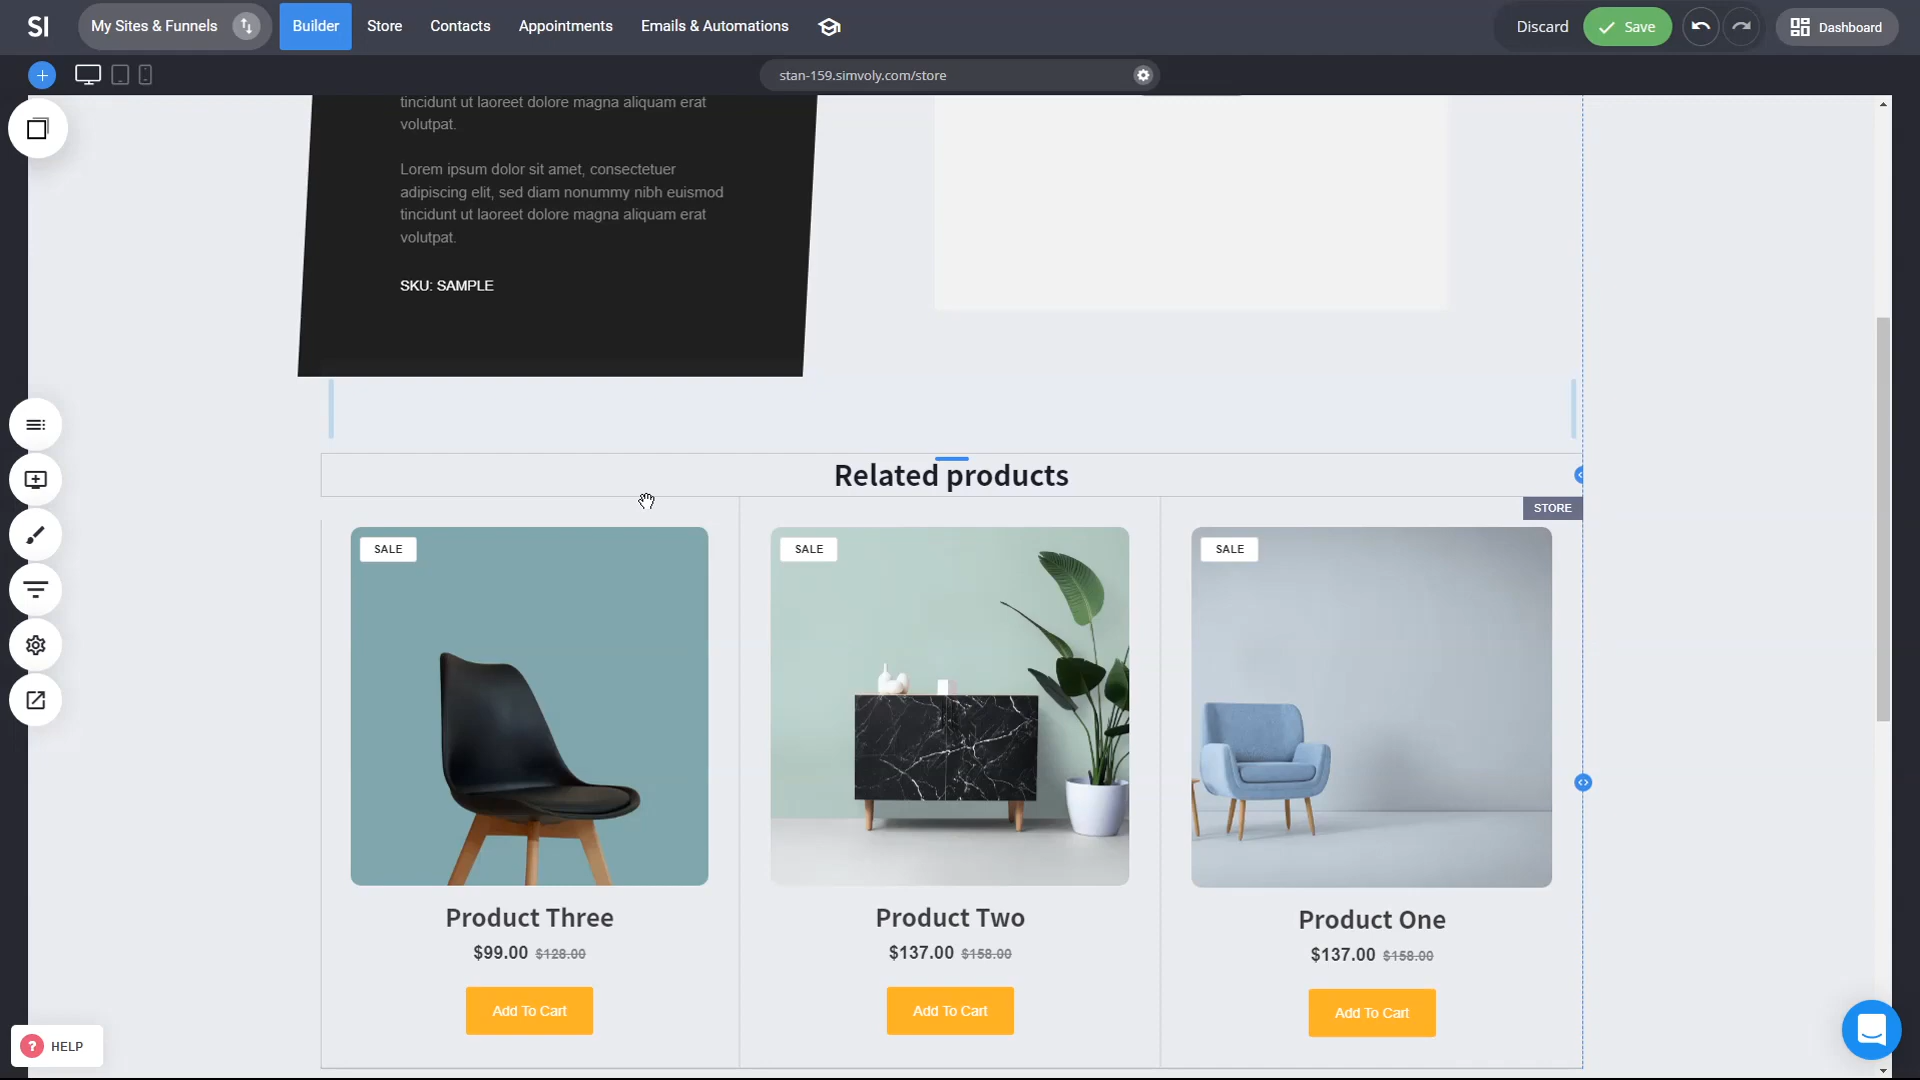 SI
My Sites & Funnels
Builder
Store
Contacts
Appointments
Emails & Automations
Discard
Save
Dashboard
stan-159.simvoly.com/store
tincidunt ut laoreet dolore magna aliquam erat
volutpat.
Lorem ipsum dolor sit amet, consectetuer
adipiscing elit, sed diam nonummy nibh euismod
tincidunt ut laoreet dolore magna aliquam erat
volutpat.
SKU: SAMPLE
Related products
STORE
SALE
SALE
SALE
Product Three
Product Two
Product One
$99.00 $128.00
$137.00 $158.00
$137.00 $158.00
Add To Cart
Add To Cart
Add To Cart
? HELP